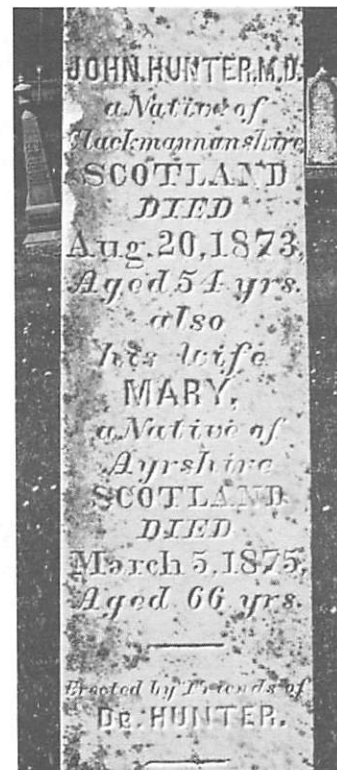 JOHN.HUNTER.M.D.
a Native of
Clackmannanshire
SCOTLAND
DIED
Aug. 20, 1873,
Aged 54 yrs.
also
his wife
MARY,
a Native of
Ayrshire
SCOTLAND
DIED
March 5, 1875,
Aged 66 yrs.
Erected by Friends of
Dr. HUNTER.